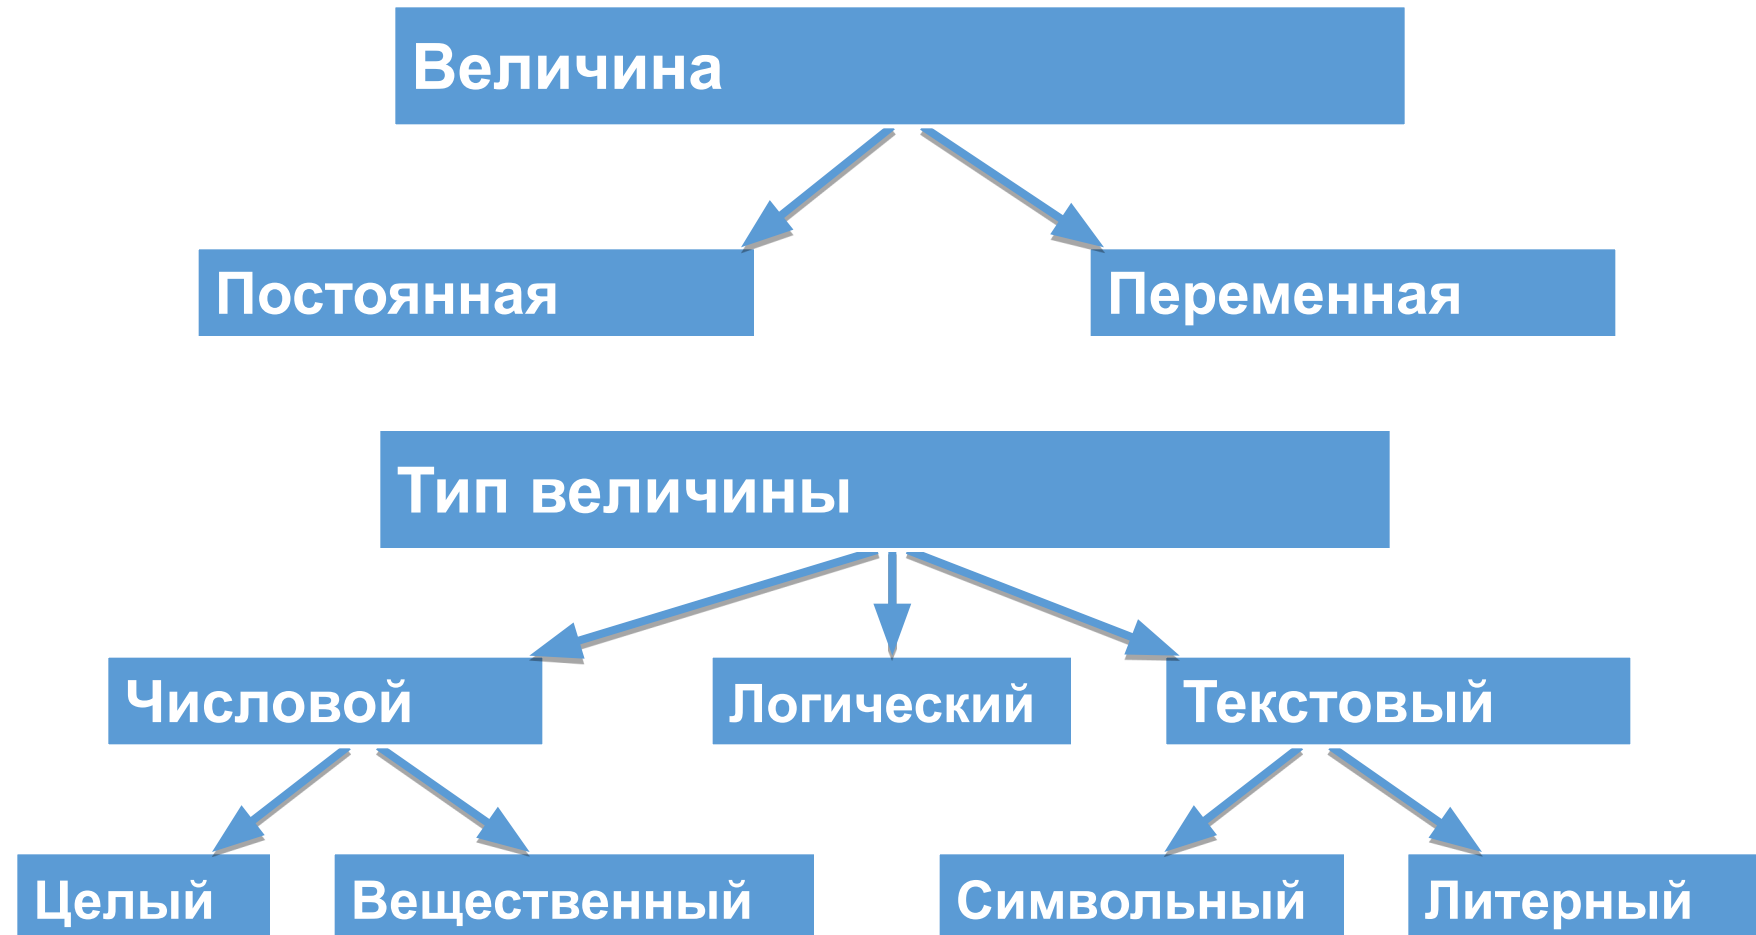 Величина
Постоянная
Переменная
Тип величины
Числовой
Логический
Текстовый
Целый
Вещественный
Символьный
Литерный